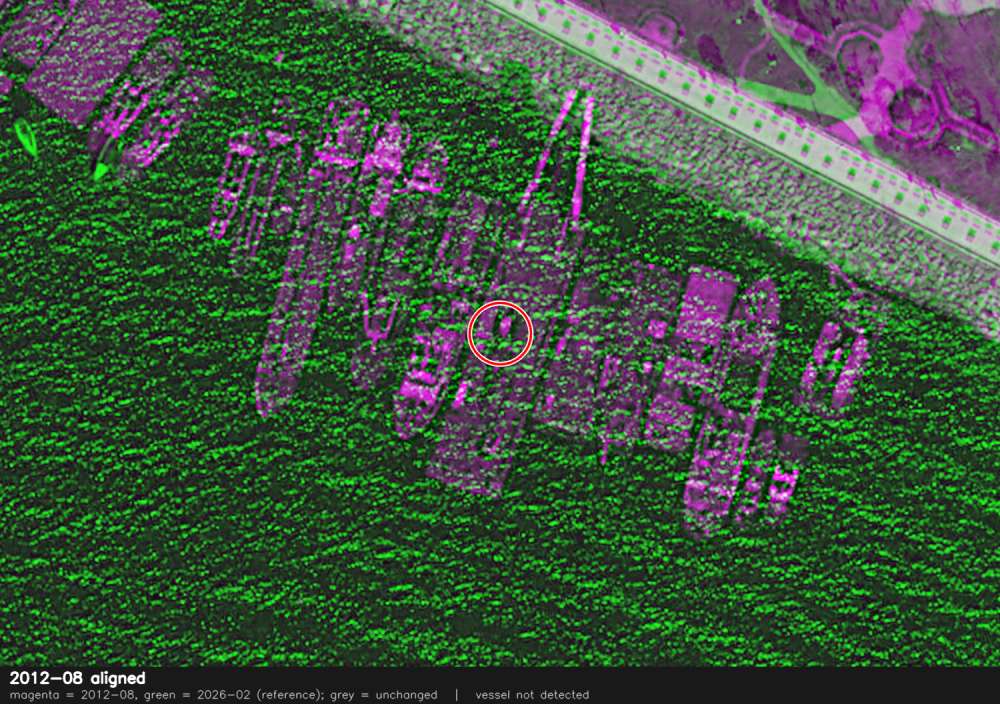 2012-08 aligned
magenta = 2012-08, green = 2026-02 (reference); grey = unchanged | vessel not detected